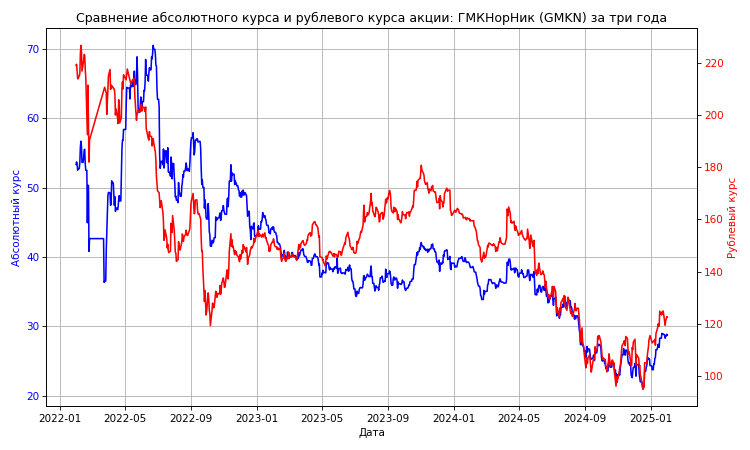 Сравнение абсолютного курса и рублевого курса акции: ГМКНорНик (GMKN) за три года
70
60
50
40
30
20
Абсолютный курс
220
200
180
160
140
120
100
Рублевый курс
2022-01 2022-05 2022-09 2023-01 2023-05 2023-09 2024-01 2024-05 2024-09 2025-01
Дата